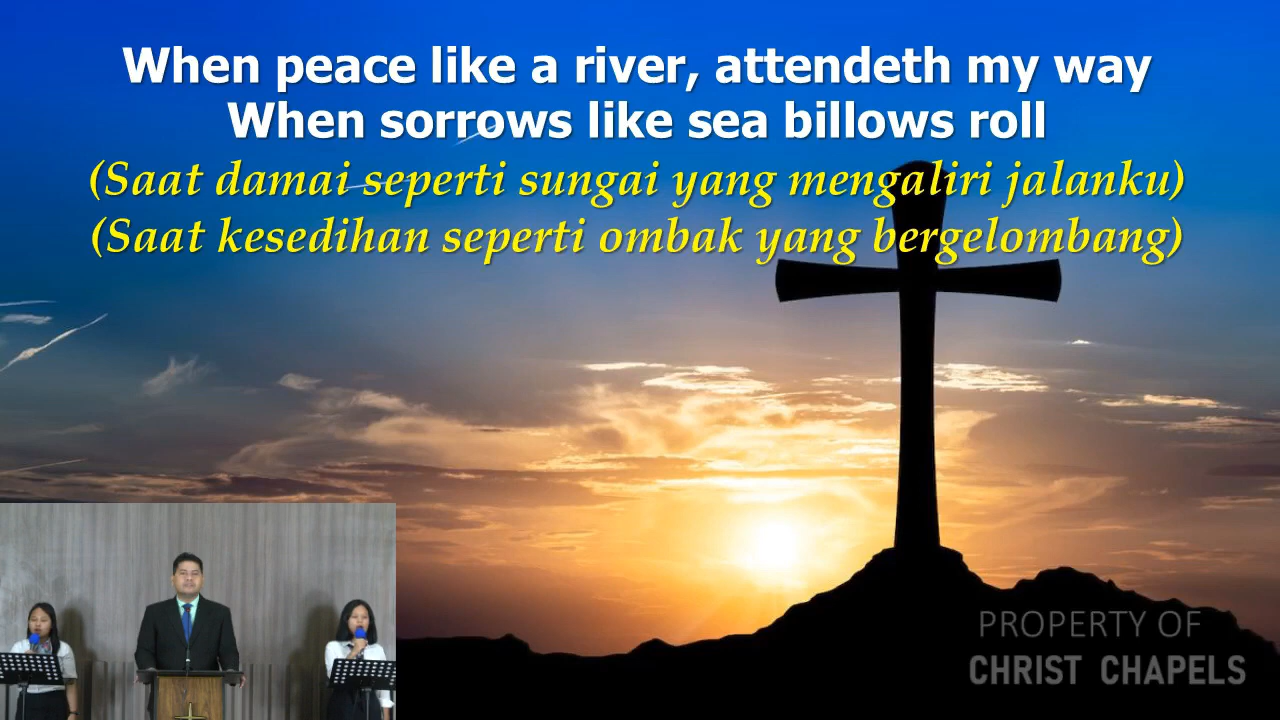 When peace like a river, attendeth my way
When sorrows like sea billows roll
(Saat damai seperti sungai yang mengaliri jalanku)
(Saat kesedihan seperti ombak yang bergelombang)
PROPERTY OF
CHRIST CHAPELS